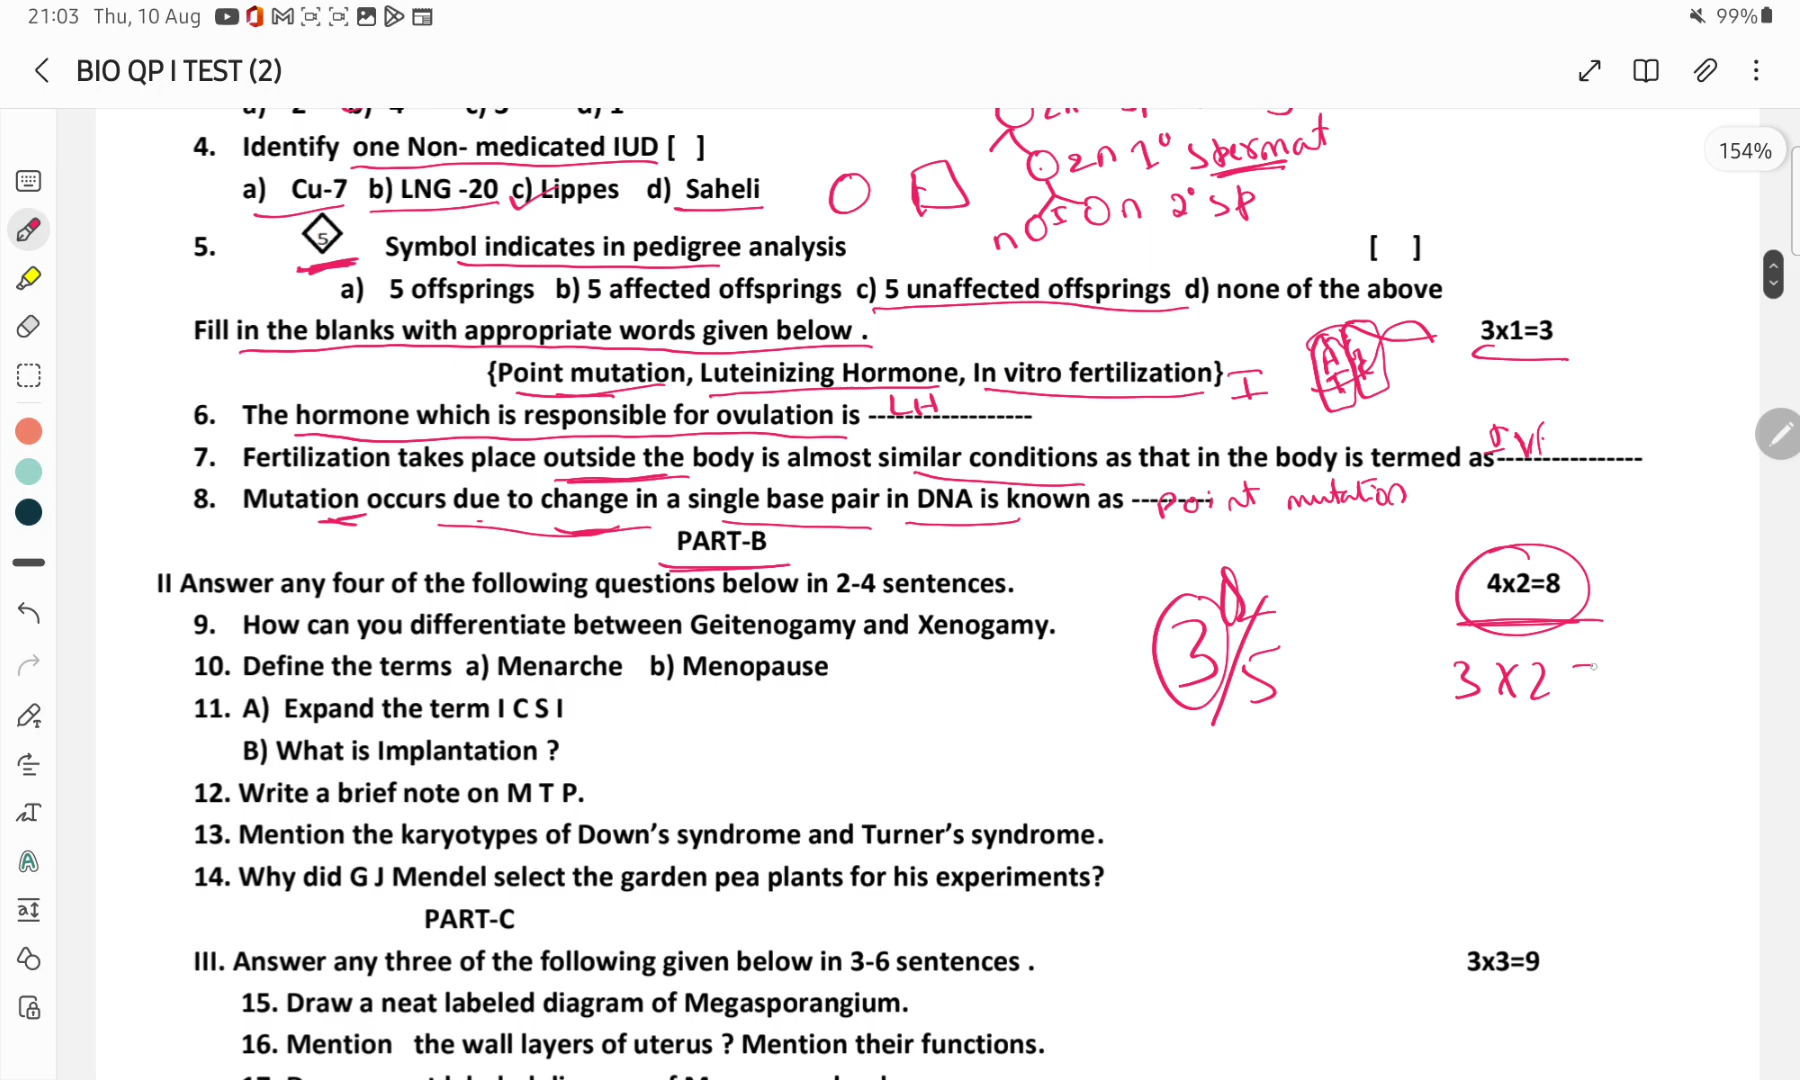 21:03 Thu, 10 Aug
99%
BIO QP I TEST (2)
154%
4. Identify one Non- medicated IUD [ ]
a) Cu-7 b) LNG -20 c) Lippes d) Saheli
2n 1° spermat
n n 2° sp
I
5. 5 Symbol indicates in pedigree analysis [ ]
a) 5 offsprings b) 5 affected offsprings c) 5 unaffected offsprings d) none of the above
Fill in the blanks with appropriate words given below . 3x1=3
{Point mutation, Luteinizing Hormone, In vitro fertilization}
6. The hormone which is responsible for ovulation is ------------------ LH
7. Fertilization takes place outside the body is almost similar conditions as that in the body is termed as----------------
8. Mutation occurs due to change in a single base pair in DNA is known as --------- point mutation
PART-B
II Answer any four of the following questions below in 2-4 sentences. 4x2=8
9. How can you differentiate between Geitenogamy and Xenogamy.
3/5
3 x 2
10. Define the terms a) Menarche b) Menopause
11. A) Expand the term I C S I
B) What is Implantation ?
12. Write a brief note on M T P.
13. Mention the karyotypes of Down’s syndrome and Turner’s syndrome.
14. Why did G J Mendel select the garden pea plants for his experiments?
PART-C
III. Answer any three of the following given below in 3-6 sentences . 3x3=9
15. Draw a neat labeled diagram of Megasporangium.
16. Mention the wall layers of uterus ? Mention their functions.